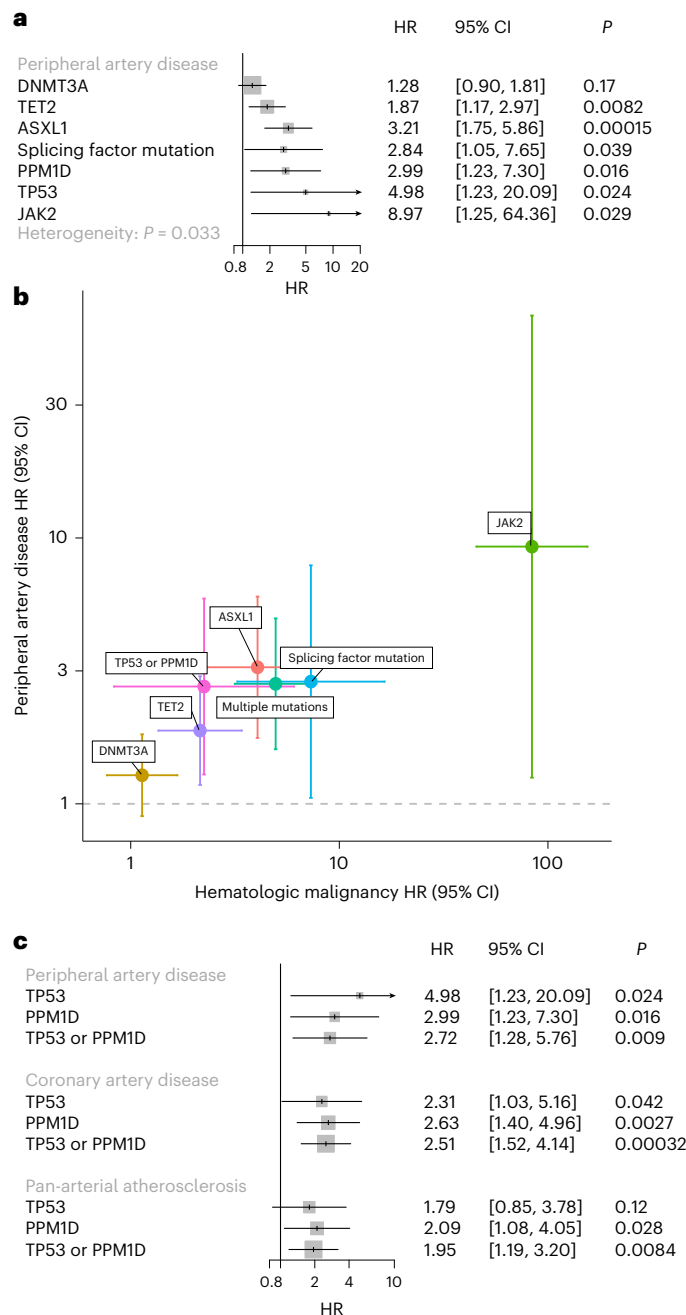 a
HR 95% CI P
Peripheral artery disease
DNMT3A 1.28 [0.90, 1.81] 0.17
TET2 1.87 [1.17, 2.97] 0.0082
ASXL1 3.21 [1.75, 5.86] 0.00015
Splicing factor mutation 2.84 [1.05, 7.65] 0.039
PPM1D 2.99 [1.23, 7.30] 0.016
TP53 4.98 [1.23, 20.09] 0.024
JAK2 8.97 [1.25, 64.36] 0.029
Heterogeneity: P = 0.033
0.8 2 5 10 20
HR
b
Peripheral artery disease HR (95% CI)
30
10
3
1
JAK2
ASXL1
Splicing factor mutation
TP53 or PPM1D
TET2
Multiple mutations
DNMT3A
1 10 100
Hematologic malignancy HR (95% CI)
c
HR 95% CI P
Peripheral artery disease
TP53 4.98 [1.23, 20.09] 0.024
PPM1D 2.99 [1.23, 7.30] 0.016
TP53 or PPM1D 2.72 [1.28, 5.76] 0.009
Coronary artery disease
TP53 2.31 [1.03, 5.16] 0.042
PPM1D 2.63 [1.40, 4.96] 0.0027
TP53 or PPM1D 2.51 [1.52, 4.14] 0.00032
Pan-arterial atherosclerosis
TP53 1.79 [0.85, 3.78] 0.12
PPM1D 2.09 [1.08, 4.05] 0.028
TP53 or PPM1D 1.95 [1.19, 3.20] 0.0084
0.8 2 4 10
HR